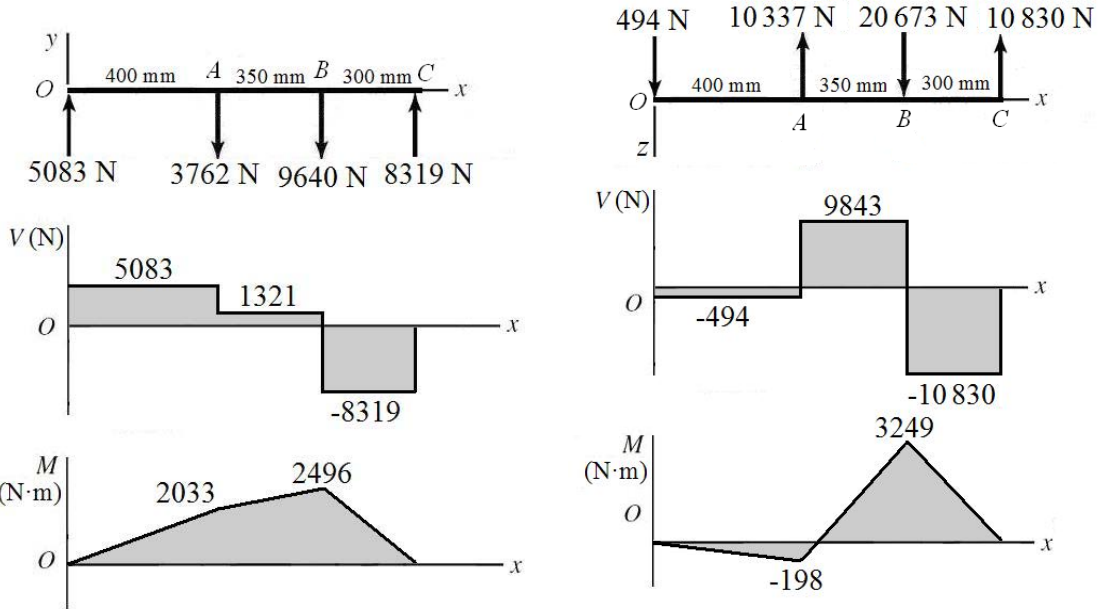 y
400 mm A 350 mm B 300 mm C
O x
5083 N 3762 N 9640 N 8319 N
V (N)
5083
1321
O x
-8319
M
(N·m)
2033
2496
O x
494 N 10 337 N 20 673 N 10 830 N
400 mm 350 mm 300 mm
O x
A B C
z
V (N)
9843
O x
-494
-10 830
M
(N·m)
3249
O
x
-198